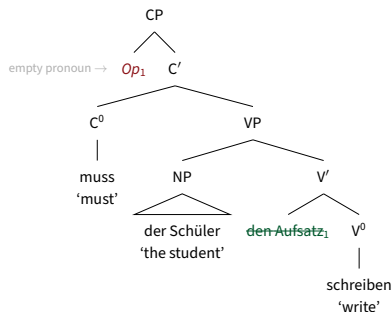 CP
empty pronoun → Op₁ C′
C⁰ VP
muss NP V′
‘must’
der Schüler den Aufsatz₁ V⁰
‘the student’
schreiben
‘write’